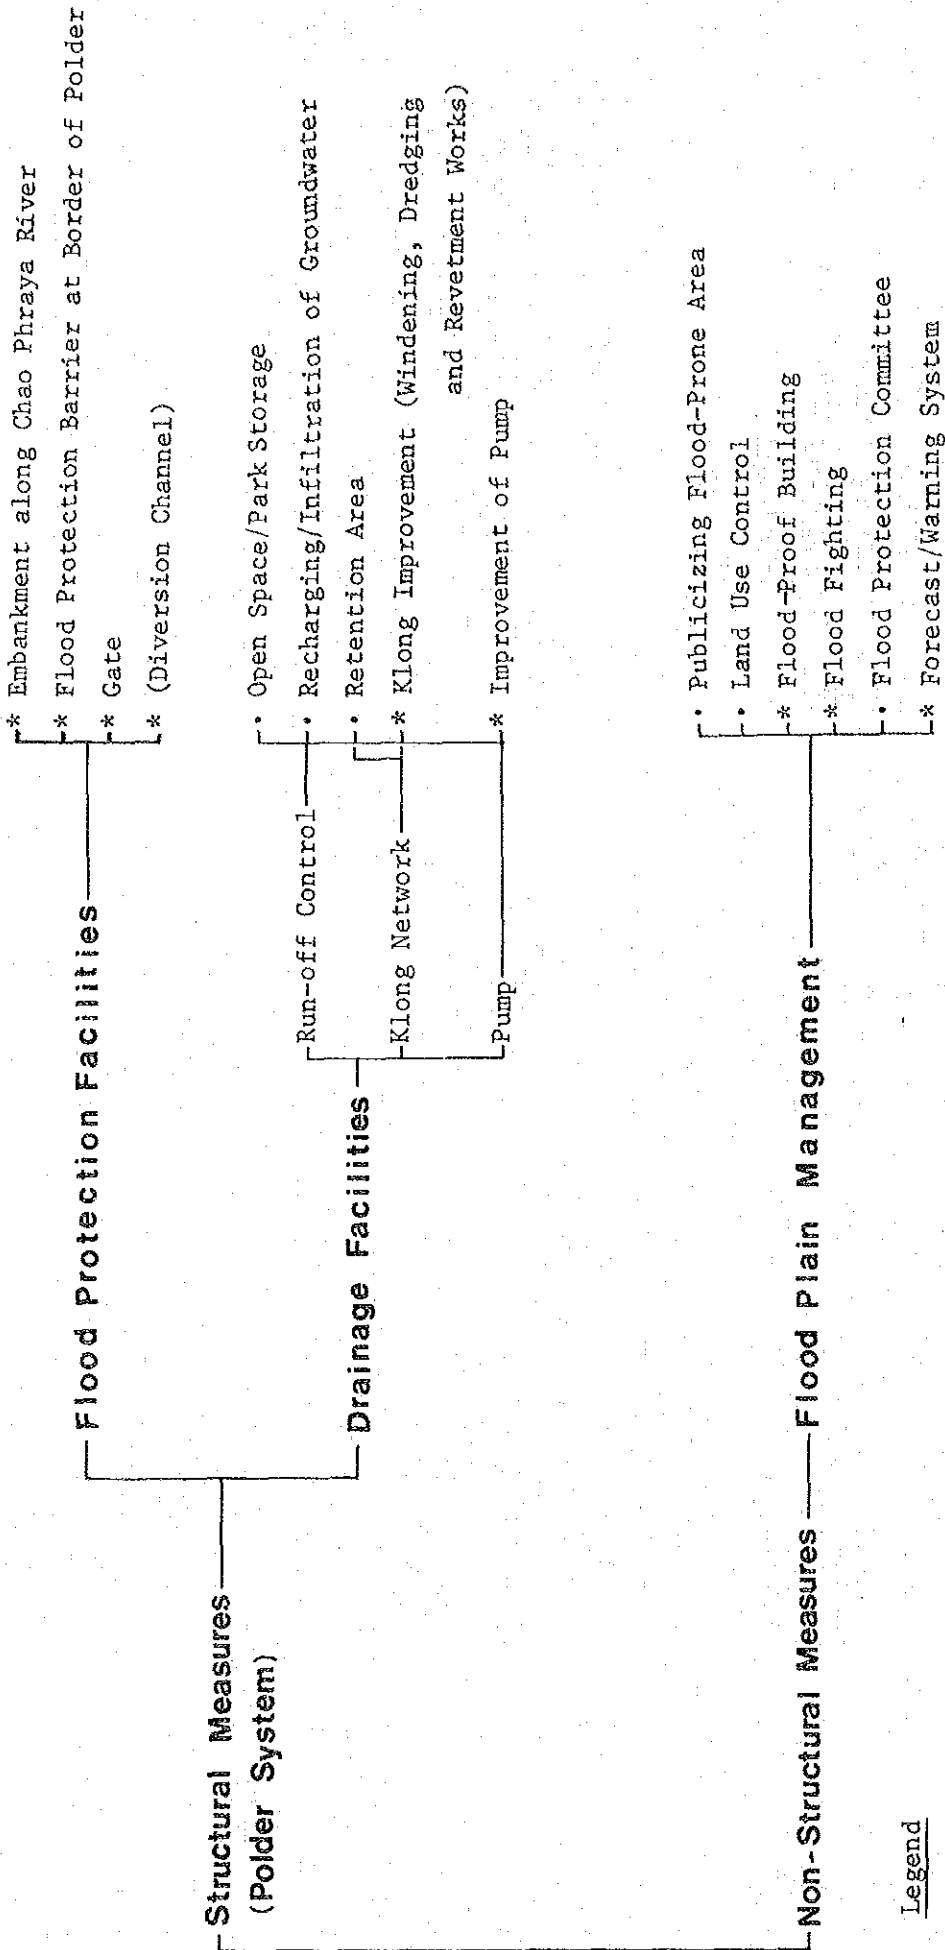 Structural Measures
(Polder System)
Flood Protection Facilities
* Embankment along Chao Phraya River
* Flood Protection Barrier at Border of Polder
* Gate
* (Diversion Channel)
Drainage Facilities
Run-off Control
• Open Space/Park Storage
• Recharging/Infiltration of Groundwater
Klong Network
• Retention Area
* Klong Improvement (Windening, Dredging
and Revetment Works)
Pump
* Improvement of Pump
Non-Structural Measures
Flood Plain Management
• Publicizing Flood-Prone Area
• Land Use Control
* Flood-Proof Building
* Flood Fighting
• Flood Protection Committee
* Forecast/Warning System
Legend